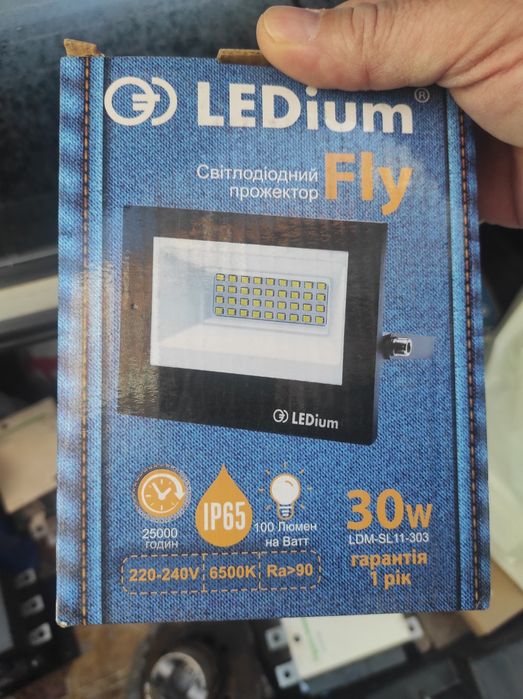 LEDium®
Світлодіодний
прожектор
Fly
LEDium
25000
годин
IP65
100 Люмен
на Ватт
30w
LDM-SL11-303
гарантія
1 рік
220-240V 6500K Ra>90